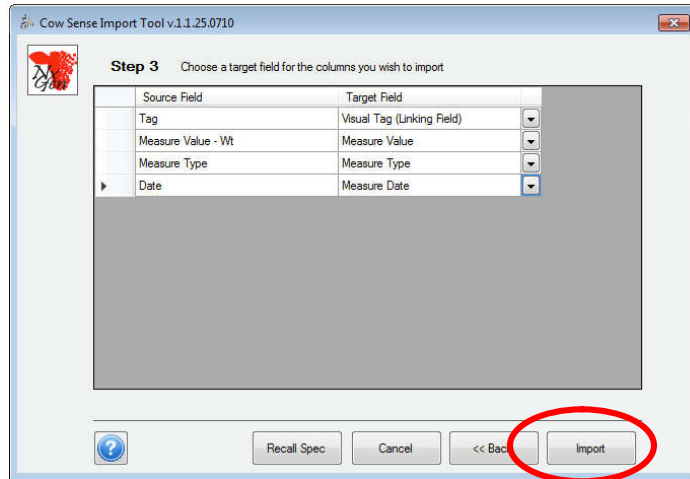 Cow Sense Import Tool v.1.1.25.0710
NxGen
Step 3 Choose a target field for the columns you wish to import
Source Field Target Field
Tag Visual Tag (Linking Field)
Measure Value - Wt Measure Value
Measure Type Measure Type
Date Measure Date
? Recall Spec Cancel << Bac Import